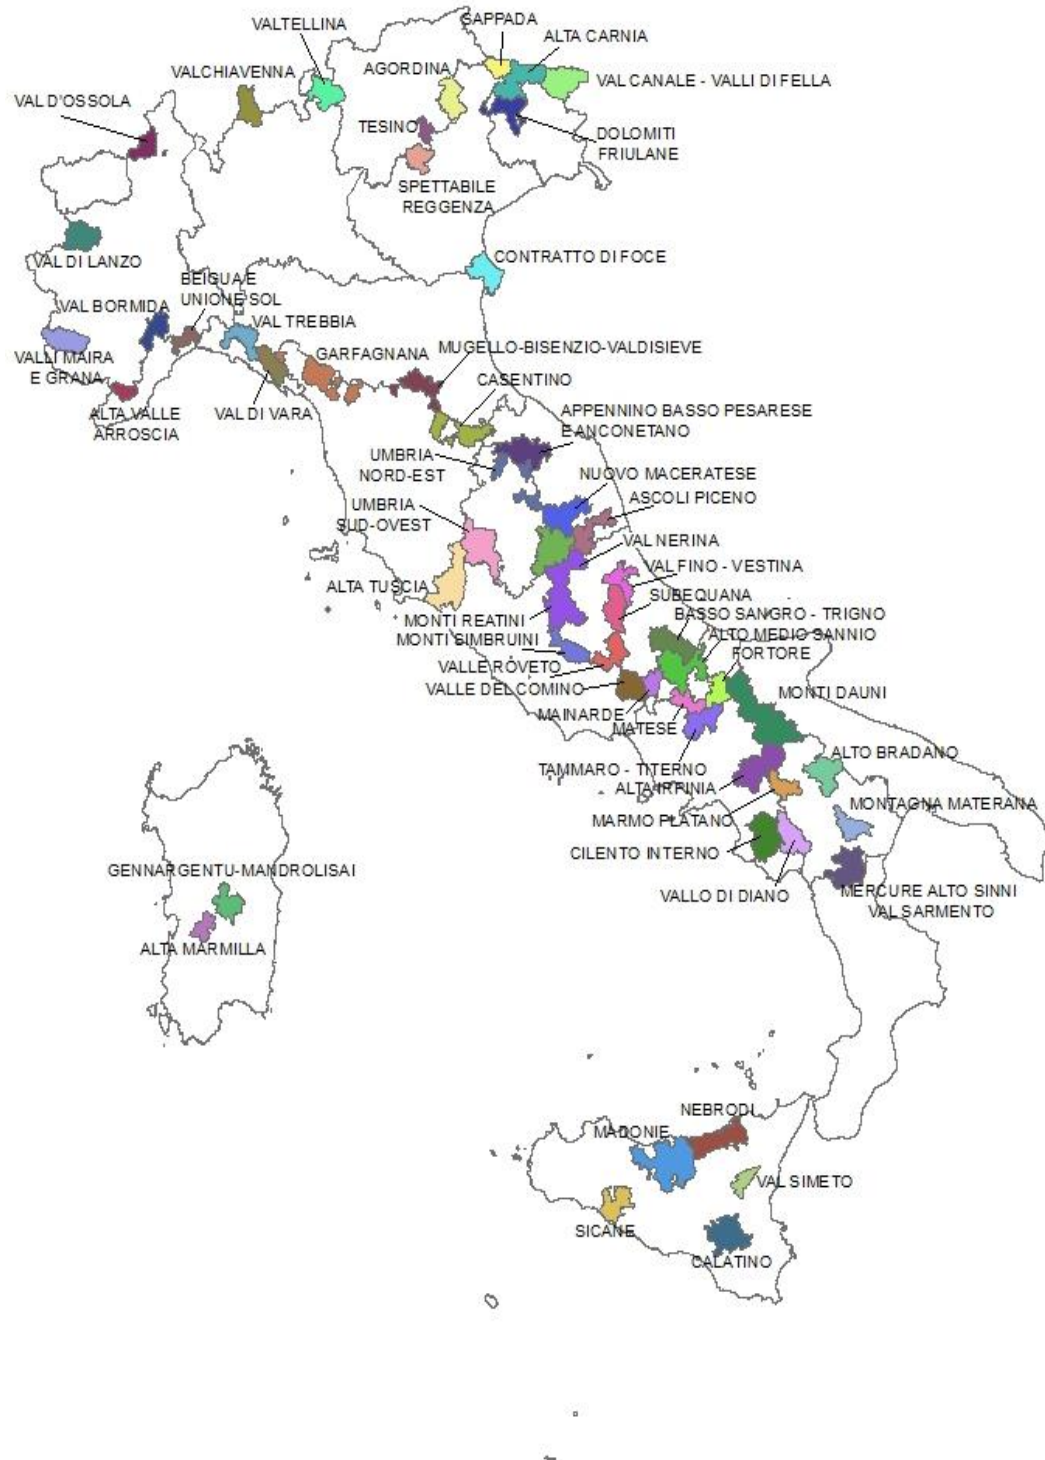 SAPPADA
VALTELLINA
ALTA CARNIA
VALCHIAVENNA
AGORDINA
VAL CANALE - VALLI DI FELLA
VAL D'OSSOLA
TESINO
DOLOMITI
FRIULANE
SPETTABILE
REGGENZA
VAL DI LANZO
CONTRATTO DI FOCE
BEIGUA E
UNIONE SOL
VAL BORMIDA
VAL TREBBIA
VALLI MAIRA
E GRANA
GARFAGNANA
MUGELLO-BISENZIO-VALDISIEVE
CASENTINO
ALTA VALLE
ARROSCIA
VAL DI VARA
APPENNINO BASSO PESARESE
E ANCONETANO
UMBRIA
NORD-EST
NUOVO MACERATESE
ASCOLI PICENO
UMBRIA
SUD-OVEST
VAL NERINA
VAL FINO - VESTINA
ALTA TUSCIA
SUBEQUANA
BASSO SANGRO - TRIGNO
MONTI REATINI
ALTO MEDIO SANNIO
MONTI SIMBRUINI
FORTORE
VALLE ROVETO
VALLE DEL COMINO
MONTI DAUNI
MAINARDE
MATESE
ALTO BRADANO
TAMMARO - TITERNO
ALTA IRPINIA
MONTAGNA MATERANA
MARMO PLATANO
CILENTO INTERNO
VALLO DI DIANO
MERCURE ALTO SINNI
VAL SARMENTO
GENNARGENTU-MANDROLISAI
ALTA MARMILLA
NEBRODI
MADONIE
VAL SIMETO
SICANE
CALATINO